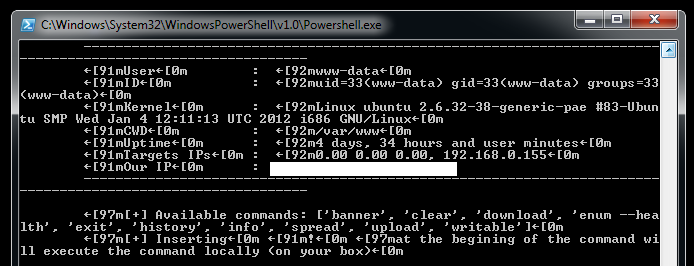 C:\Windows\System32\WindowsPowerShell\v1.0\Powershell.exe
←[91mUser←[0m : ←[92mwww-data←[0m
←[91mID←[0m : ←[92muid=33(www-data) gid=33(www-data) groups=33
(www-data)←[0m
←[91mKernel←[0m : ←[92mLinux ubuntu 2.6.32-38-generic-pae #83-Ubun
tu SMP Wed Jan 4 12:11:13 UTC 2012 i686 GNU/Linux←[0m
←[91mCWD←[0m : ←[92m/var/www←[0m
←[91mUptime←[0m : ←[92m4 days, 34 hours and user minutes←[0m
←[91mTargets IPs←[0m : ←[92m0.00 0.00 0.00, 192.168.0.155←[0m
←[91mOur IP←[0m :
←[97m[+] Available commands: ['banner', 'clear', 'download', 'enum --hea
lth', 'exit', 'history', 'info', 'spread', 'upload', 'writable']←[0m
←[97m[+] Inserting←[0m ←[91m!←[0m ←[97mat the begining of the command wi
ll execute the command locally (on your box)←[0m